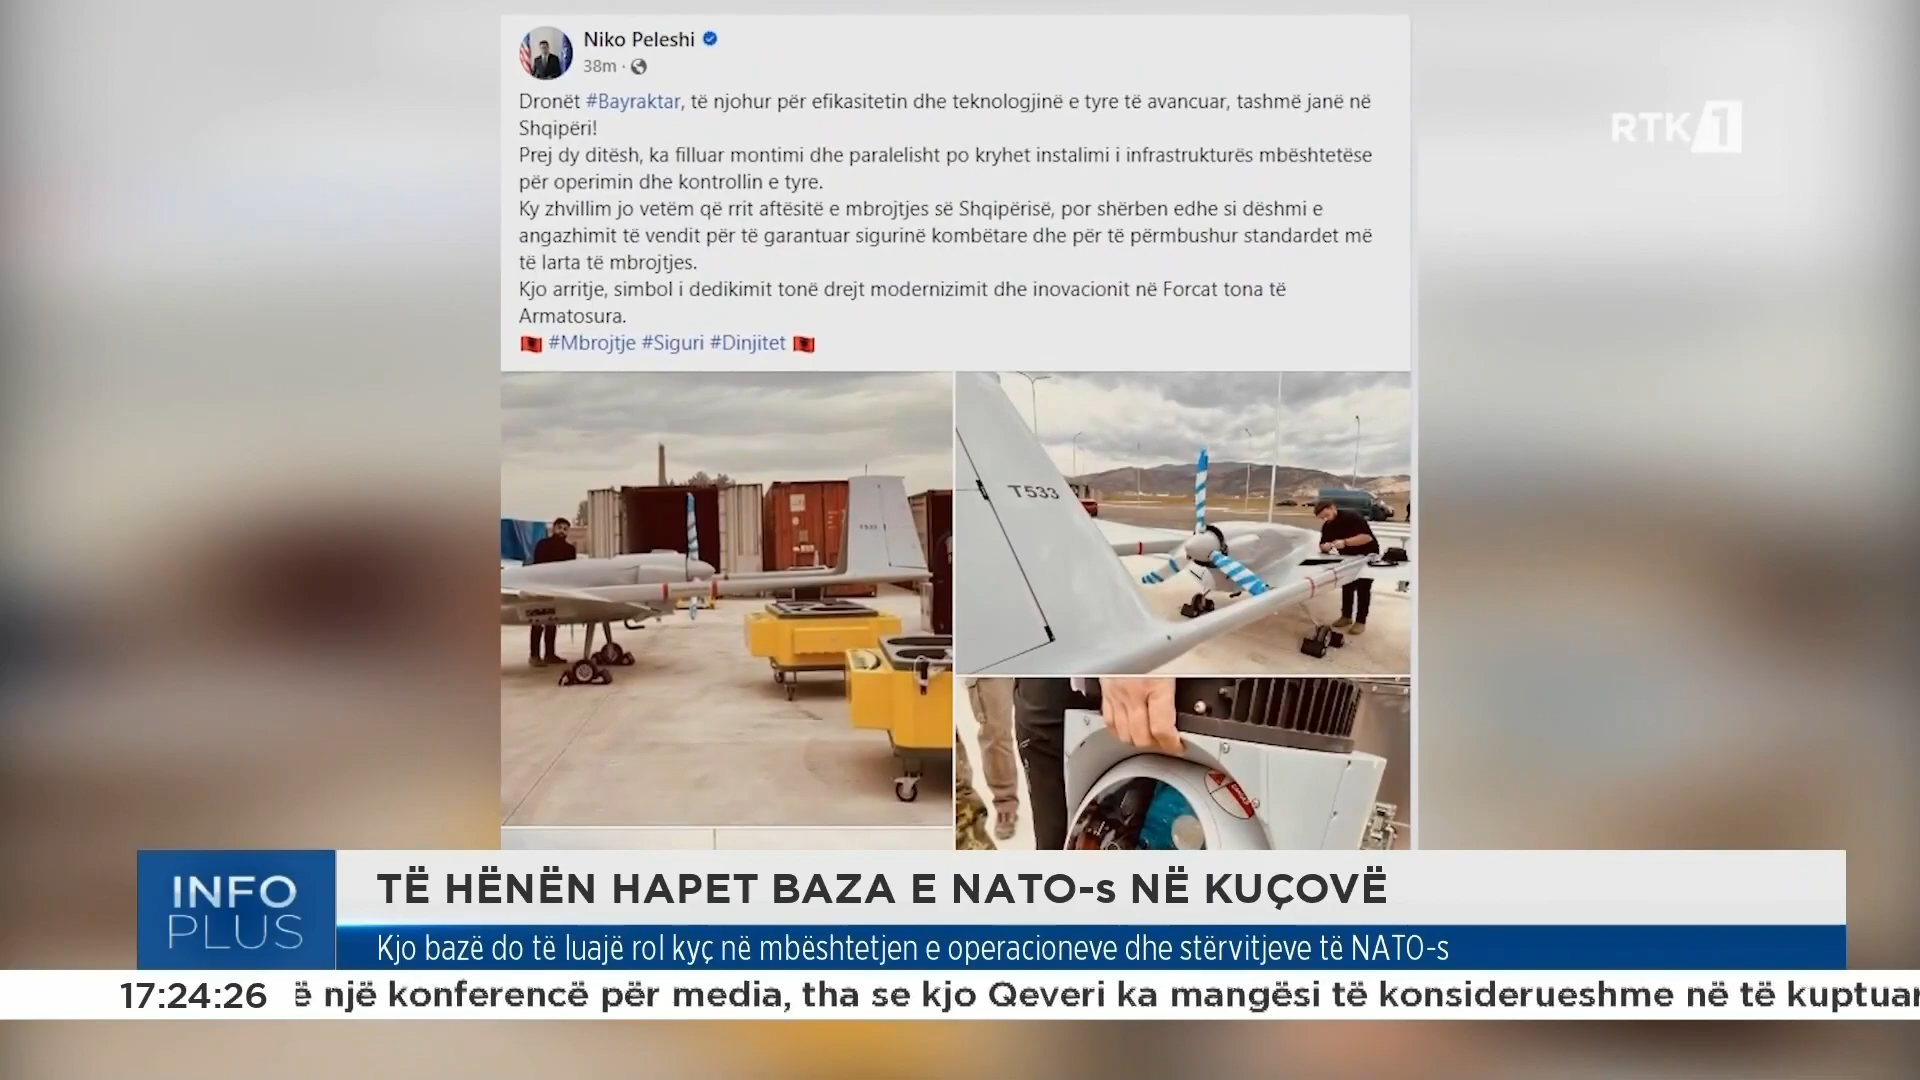 Niko Peleshi
38m ·
Dronët #Bayraktar, të njohur për efikasitetin dhe teknologjinë e tyre të avancuar, tashmë janë në
Shqipëri!
Prej dy ditësh, ka filluar montimi dhe paralelisht po kryhet instalimi i infrastrukturës mbështetëse
për operimin dhe kontrollin e tyre.
Ky zhvillim jo vetëm që rrit aftësitë e mbrojtjes së Shqipërisë, por shërben edhe si dëshmi e
angazhimit të vendit për të garantuar sigurinë kombëtare dhe për të përmbushur standardet më
të larta të mbrojtjes.
Kjo arritje, simbol i dedikimit tonë drejt modernizimit dhe inovacionit në Forcat tona të
Armatosura.
#Mbrojtje #Siguri #Dinjitet
RTK 1
T533
T533
INFO
PLUS
TË HËNËN HAPET BAZA E NATO-s NË KUÇOVË
Kjo bazë do të luajë rol kyç në mbështetjen e operacioneve dhe stërvitjeve të NATO-s
17:24:26 ë një konferencë për media, tha se kjo Qeveri ka mangësi të konsiderueshme në të kuptuar